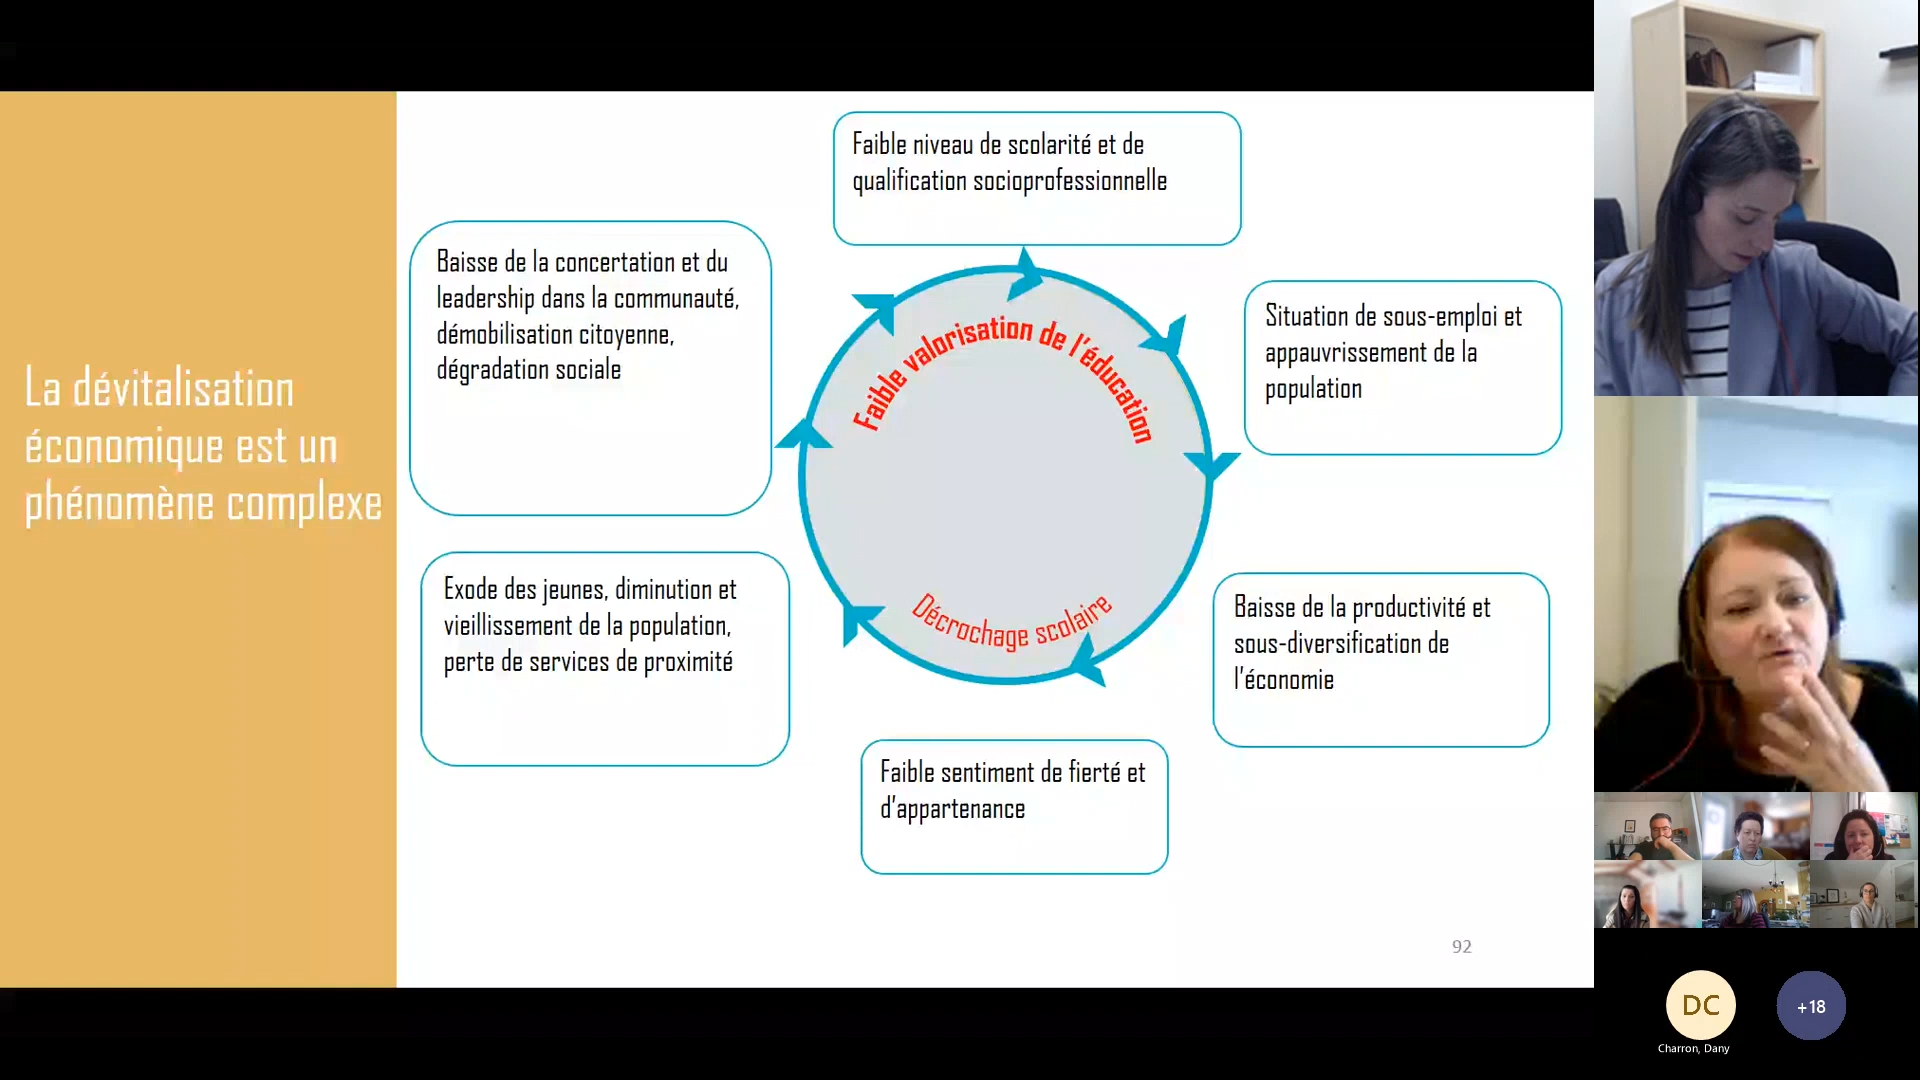 La dévitalisation
économique est un
phénomène complexe
Faible niveau de scolarité et de
qualification socioprofessionnelle
Situation de sous-emploi et
appauvrissement de la
population
Baisse de la productivité et
sous-diversification de
l'économie
Faible sentiment de fierté et
d'appartenance
Exode des jeunes, diminution et
vieillissement de la population,
perte de services de proximité
Baisse de la concertation et du
leadership dans la communauté,
démobilisation citoyenne,
dégradation sociale
Faible valorisation de l'éducation
Décrochage scolaire
92
DC
Charron, Dany
+18